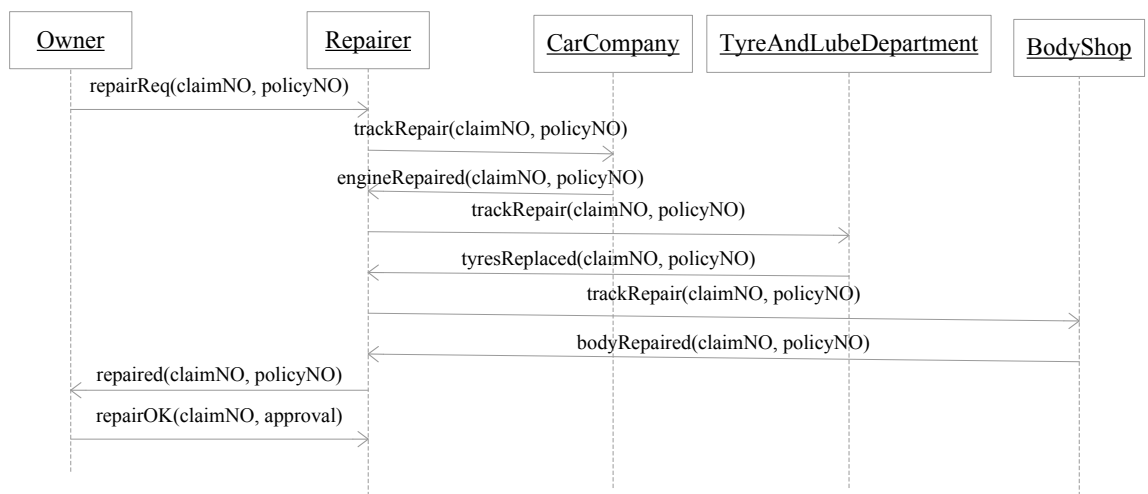 Owner
Repairer
CarCompany
TyreAndLubeDepartment
BodyShop
repairReq(claimNO, policyNO)
trackRepair(claimNO, policyNO)
engineRepaired(claimNO, policyNO)
trackRepair(claimNO, policyNO)
tyresReplaced(claimNO, policyNO)
trackRepair(claimNO, policyNO)
bodyRepaired(claimNO, policyNO)
repaired(claimNO, policyNO)
repairOK(claimNO, approval)